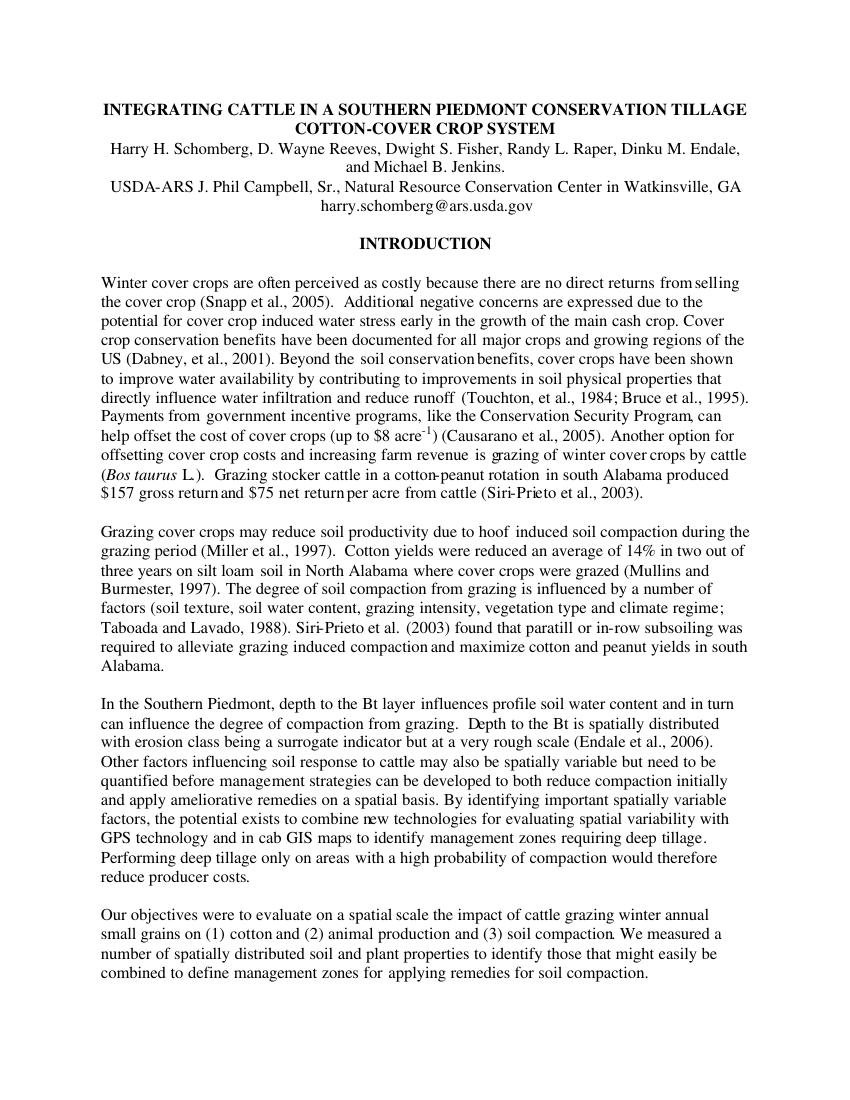 INTEGRATING CATTLE IN A SOUTHERN PIEDMONT CONSERVATION TILLAGE
COTTON-COVER CROP SYSTEM
Harry H. Schomberg, D. Wayne Reeves, Dwight S. Fisher, Randy L. Raper, Dinku M. Endale,
and Michael B. Jenkins.
USDA-ARS J. Phil Campbell, Sr., Natural Resource Conservation Center in Watkinsville, GA
harry.schomberg@ars.usda.gov
INTRODUCTION
Winter cover crops are often perceived as costly because there are no direct returns from selling
the cover crop (Snapp et al., 2005). Additional negative concerns are expressed due to the
potential for cover crop induced water stress early in the growth of the main cash crop. Cover
crop conservation benefits have been documented for all major crops and growing regions of the
US (Dabney, et al., 2001). Beyond the soil conservation benefits, cover crops have been shown
to improve water availability by contributing to improvements in soil physical properties that
directly influence water infiltration and reduce runoff (Touchton, et al., 1984; Bruce et al., 1995).
Payments from government incentive programs, like the Conservation Security Program, can
help offset the cost of cover crops (up to $8 acre-1) (Causarano et al., 2005). Another option for
offsetting cover crop costs and increasing farm revenue is grazing of winter cover crops by cattle
(Bos taurus L.). Grazing stocker cattle in a cotton-peanut rotation in south Alabama produced
$157 gross return and $75 net return per acre from cattle (Siri-Prieto et al., 2003).
Grazing cover crops may reduce soil productivity due to hoof induced soil compaction during the
grazing period (Miller et al., 1997). Cotton yields were reduced an average of 14% in two out of
three years on silt loam soil in North Alabama where cover crops were grazed (Mullins and
Burmester, 1997). The degree of soil compaction from grazing is influenced by a number of
factors (soil texture, soil water content, grazing intensity, vegetation type and climate regime;
Taboada and Lavado, 1988). Siri-Prieto et al. (2003) found that paratill or in-row subsoiling was
required to alleviate grazing induced compaction and maximize cotton and peanut yields in south
Alabama.
In the Southern Piedmont, depth to the Bt layer influences profile soil water content and in turn
can influence the degree of compaction from grazing. Depth to the Bt is spatially distributed
with erosion class being a surrogate indicator but at a very rough scale (Endale et al., 2006).
Other factors influencing soil response to cattle may also be spatially variable but need to be
quantified before management strategies can be developed to both reduce compaction initially
and apply ameliorative remedies on a spatial basis. By identifying important spatially variable
factors, the potential exists to combine new technologies for evaluating spatial variability with
GPS technology and in cab GIS maps to identify management zones requiring deep tillage.
Performing deep tillage only on areas with a high probability of compaction would therefore
reduce producer costs.
Our objectives were to evaluate on a spatial scale the impact of cattle grazing winter annual
small grains on (1) cotton and (2) animal production and (3) soil compaction. We measured a
number of spatially distributed soil and plant properties to identify those that might easily be
combined to define management zones for applying remedies for soil compaction.